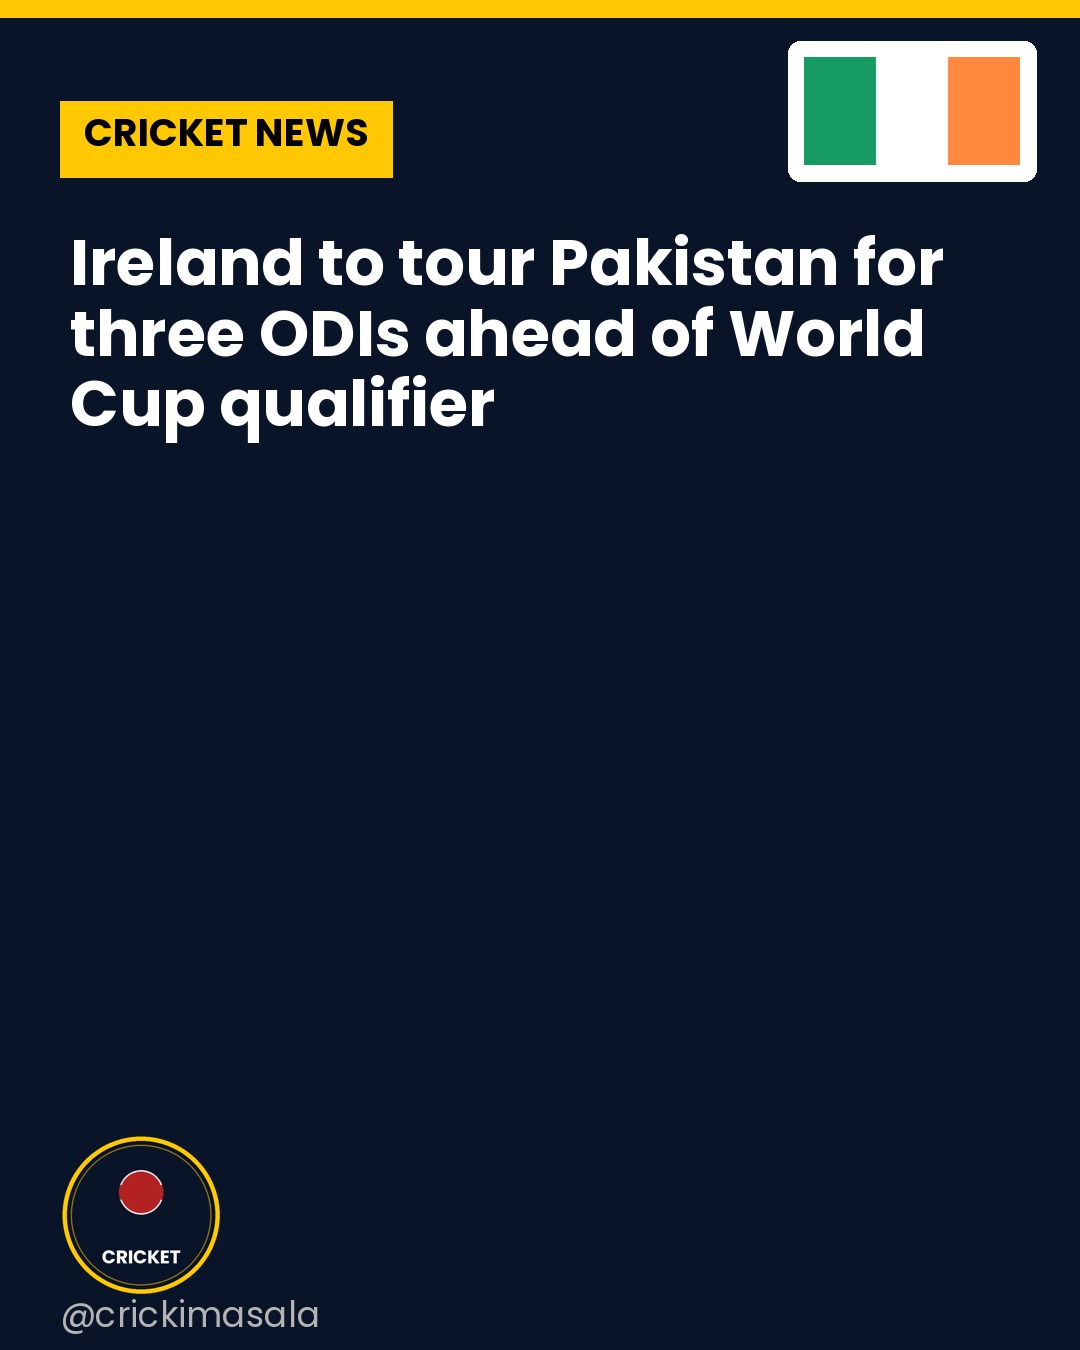 CRICKET NEWS
Ireland to tour Pakistan for
three ODIs ahead of World
Cup qualifier
CRICKET
@crickimasala